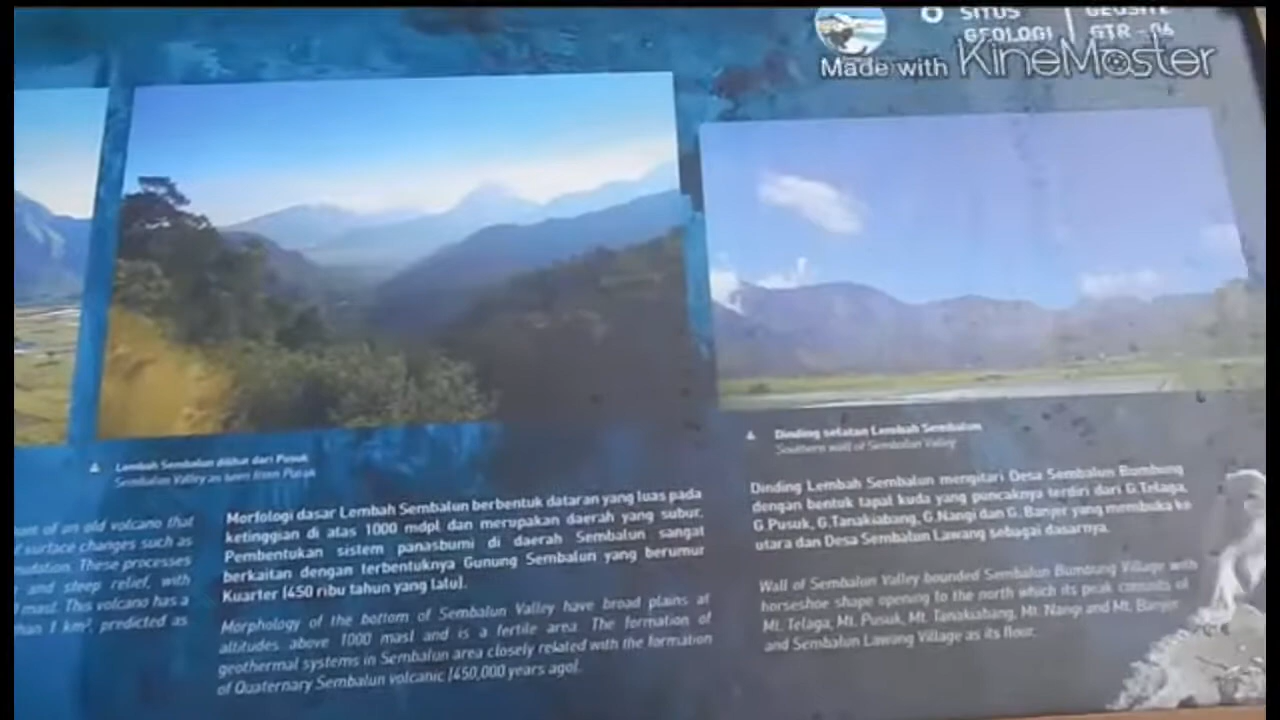 SITUS
GEOLOGI
GEOSITE
GTR - 06
Made with KINEMASTER
Lembah Sembalun dilihat dari Pusuk
Sembalun Valley as seen from Pusuk
of an old volcano that
surface changes such as
These processes
and steep relief, with
masl. This volcano has a
than 1 km², predicted as
Morfologi dasar Lembah Sembalun berbentuk dataran yang luas pada
ketinggian di atas 1000 mdpl dan merupakan daerah yang subur.
Pembentukan sistem panasbumi di daerah Sembalun sangat
berkaitan dengan terbentuknya Gunung Sembalun yang berumur
Kuarter (450 ribu tahun yang lalu).
Morphology of the bottom of Sembalun Valley have broad plains at
altitudes above 1000 masl and is a fertile area. The formation of
geothermal systems in Sembalun area closely related with the formation
of Quaternary Sembalun volcanic (450,000 years ago).
Dinding selatan Lembah Sembalun
Southern wall of Sembalun Valley
Dinding Lembah Sembalun mengitari Desa Sembalun Bumbung
dengan bentuk tapal kuda yang puncaknya terdiri dari G.Telaga,
G.Pusuk, G.Tanakiabang, G.Nangi dan G. Banjar yang membuka ke
utara dan Desa Sembalun Lawang sebagai dasarnya.
Wall of Sembalun Valley bounded Sembalun Bumbung Village with
horseshoe shape opening to the north which its peak consists of
Mt. Telaga, Mt. Pusuk, Mt. Tanakiabang, Mt. Nangi and Mt. Banjar
and Sembalun Lawang Village as its flour.